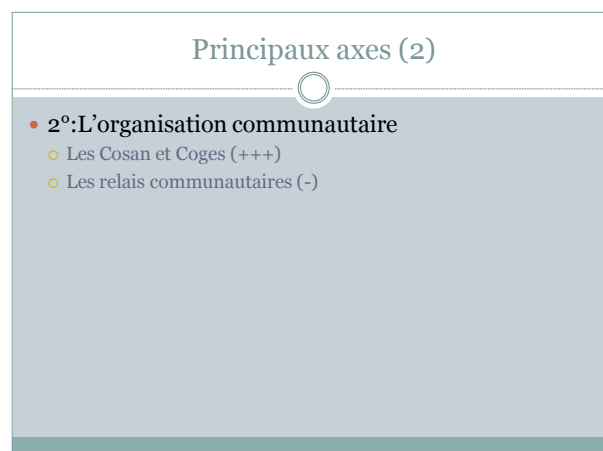 Principaux axes (2)
2°:L'organisation communautaire
Les Cosan et Coges (+++)
Les relais communautaires (-)